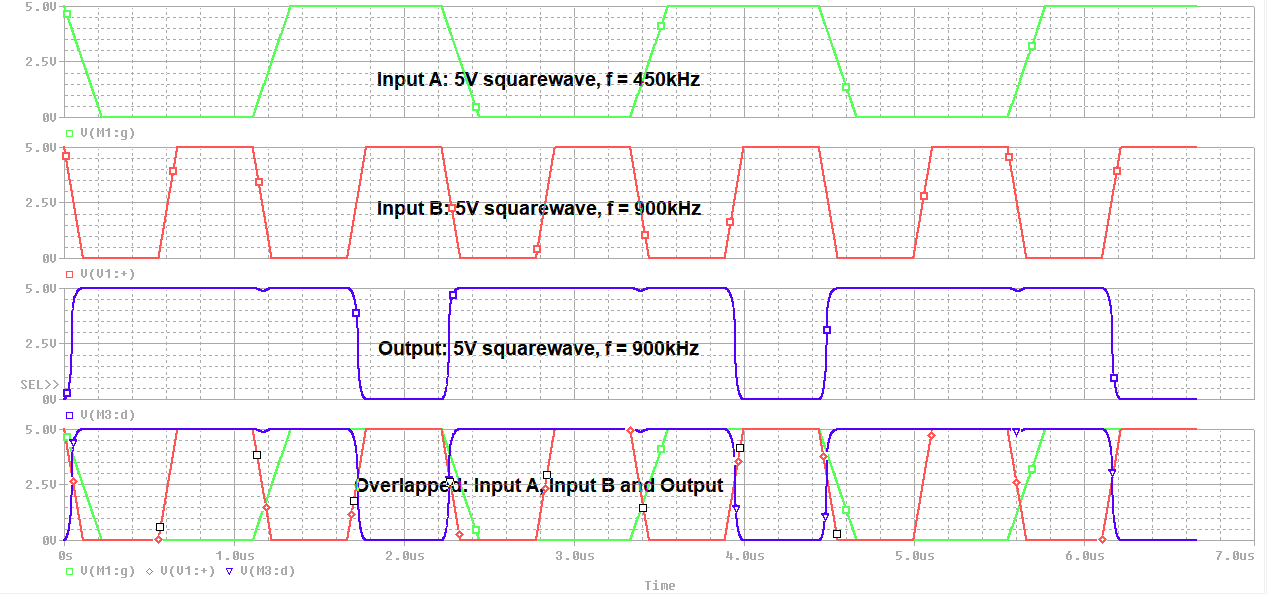 5.0V
2.5V
Input A: 5V squarewave, f = 450kHz
0V
V(M1:g)
5.0V
2.5V
Input B: 5V squarewave, f = 900kHz
0V
V(V1:+)
5.0V
2.5V
Output: 5V squarewave, f = 900kHz
SEL>>
0V
V(M3:d)
5.0V
2.5V
Overlapped: Input A, Input B and Output
0V
0s 1.0us 2.0us 3.0us 4.0us 5.0us 6.0us 7.0us
V(M1:g) V(V1:+) V(M3:d)
Time